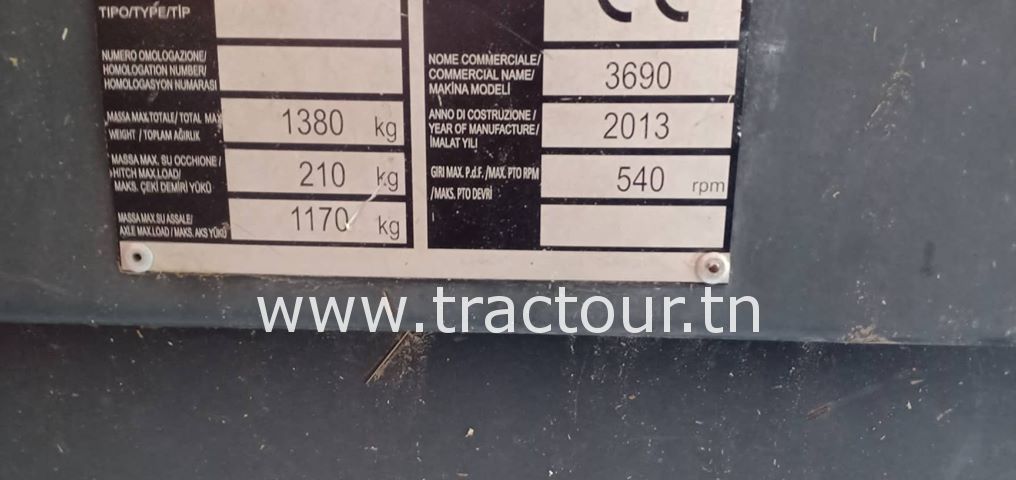 TIPO/TYPE/TİP
NUMERO OMOLOGAZIONE/
HOMOLOGATION NUMBER/
HOMOLOGASYON NUMARASI
MASSA MAX.TOTALE/ TOTAL MAX
WEIGHT / TOPLAM AĞIRLIK
1380 kg
MASSA MAX. SU OCCHIONE /
HITCH MAX.LOAD/
MAKS. ÇEKİ DEMİRİ YÜKÜ
210 kg
MASSA MAX.SU ASSALE/
AXLE MAX.LOAD / MAKS. AKS YÜKÜ
1170 kg
CE
NOME COMMERCIALE/
COMMERCIAL NAME/
MAKİNA MODELİ
3690
ANNO DI COSTRUZIONE /
YEAR OF MANUFACTURE/
İMALAT YILI
2013
GIRI MAX. P.d.F. /MAX. PTO RPM
/MAKS. PTO DEVRİ
540 rpm
www.tractour.tn